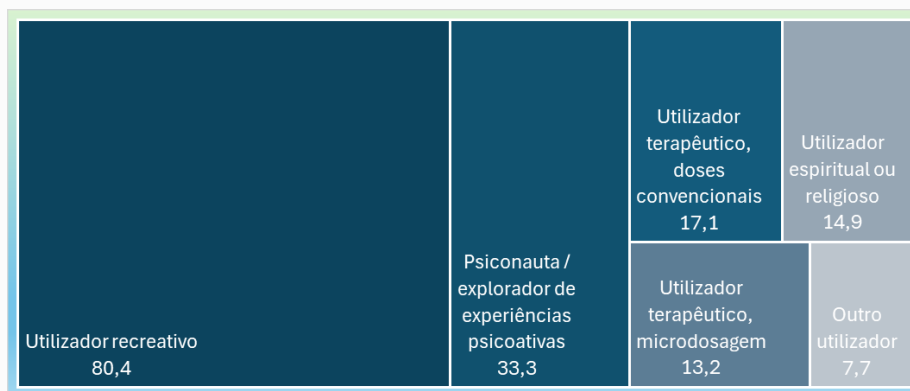 Utilizador recreativo
80,4
Psiconauta /
explorador de
experiências
psicoativas
33,3
Utilizador
terapêutico,
doses
convencionais
17,1
Utilizador
espiritual ou
religioso
14,9
Utilizador
terapêutico,
microdosagem
13,2
Outro
utilizador
7,7